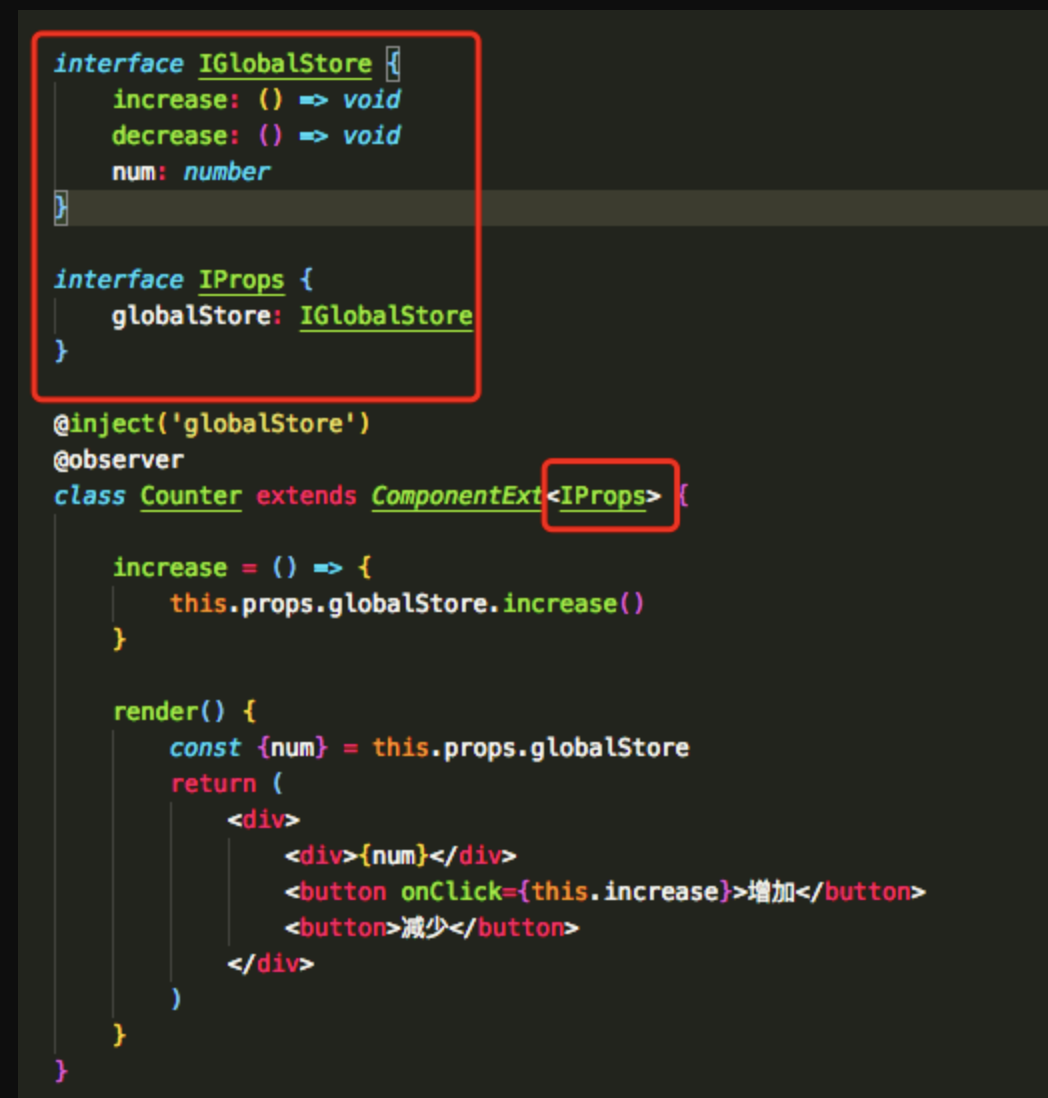 interface IGlobalStore {
increase: () => void
decrease: () => void
num: number
}
interface IProps {
globalStore: IGlobalStore
}
@inject('globalStore')
@observer
class Counter extends ComponentExt<IProps> {
increase = () => {
this.props.globalStore.increase()
}
render() {
const {num} = this.props.globalStore
return (
<div>
<div>{num}</div>
<button onClick={this.increase}>增加</button>
<button>减少</button>
</div>
)
}
}